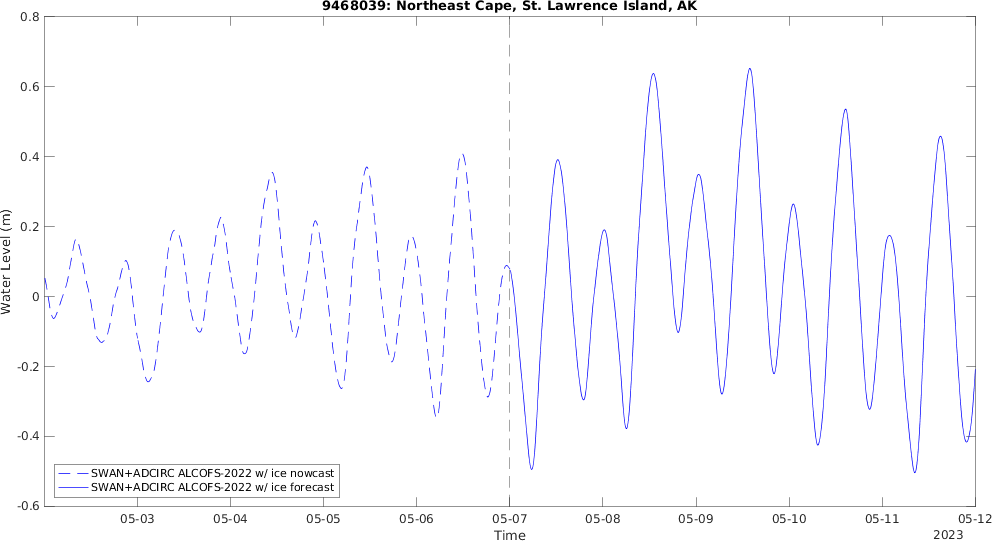 9468039: Northeast Cape, St. Lawrence Island, AK
Water Level (m)
0.8
0.6
0.4
0.2
0
-0.2
-0.4
-0.6
SWAN+ADCIRC ALCOFS-2022 w/ ice nowcast
SWAN+ADCIRC ALCOFS-2022 w/ ice forecast
05-03 05-04 05-05 05-06 05-07 05-08 05-09 05-10 05-11 05-12
Time
2023